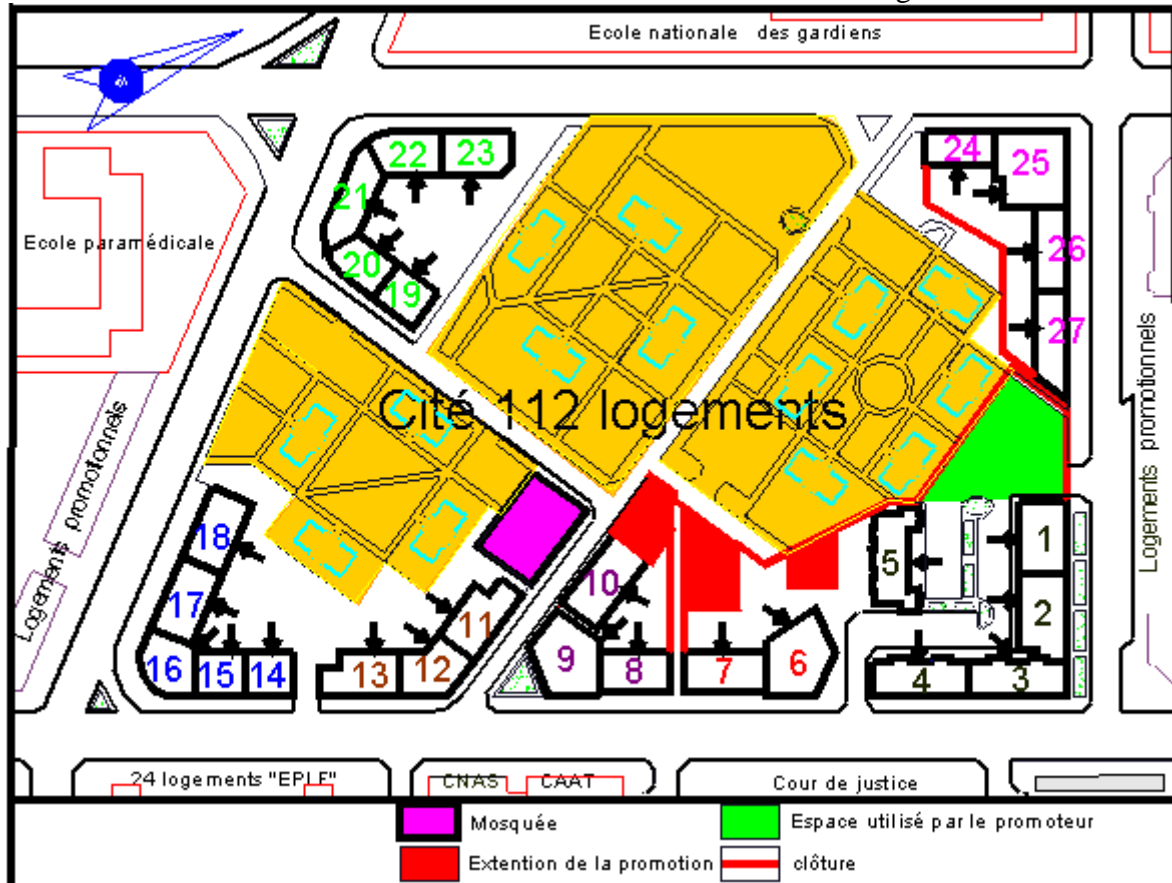 Ecole nationale des gardiens
Ecole paramédicale
22
23
21
20
19
24
25
26
27
Cité 112 logements
Logements promotionnels
Logements promotionnels
18
17
16
15
14
13
12
11
10
9
8
7
6
5
4
3
2
1
24 logements "EPLF"
CNAS
CAAT
Cour de justice
Mosquée
Espace utilisé par le promoteur
Extention de la promotion
clôture